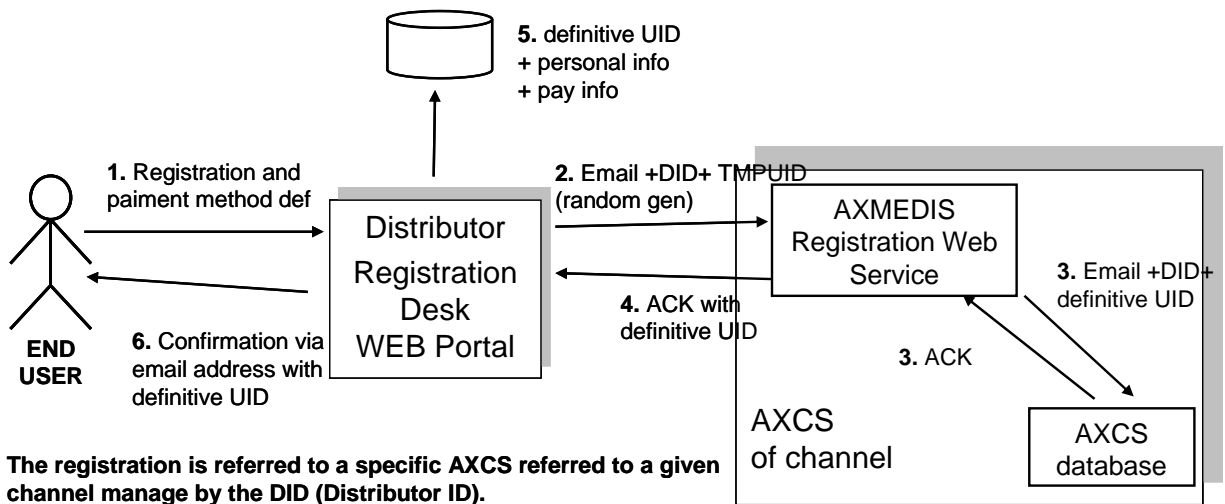 5. definitive UID
+ personal info
+ pay info
1. Registration and
paiment method def
2. Email +DID+ TMPUID
(random gen)
Distributor
Registration
Desk
WEB Portal
AXMEDIS
Registration Web
Service
3. Email +DID+
definitive UID
4. ACK with
definitive UID
3. ACK
END
USER
6. Confirmation via
email address with
definitive UID
AXCS
of channel
AXCS
database
The registration is referred to a specific AXCS referred to a given
channel manage by the DID (Distributor ID).